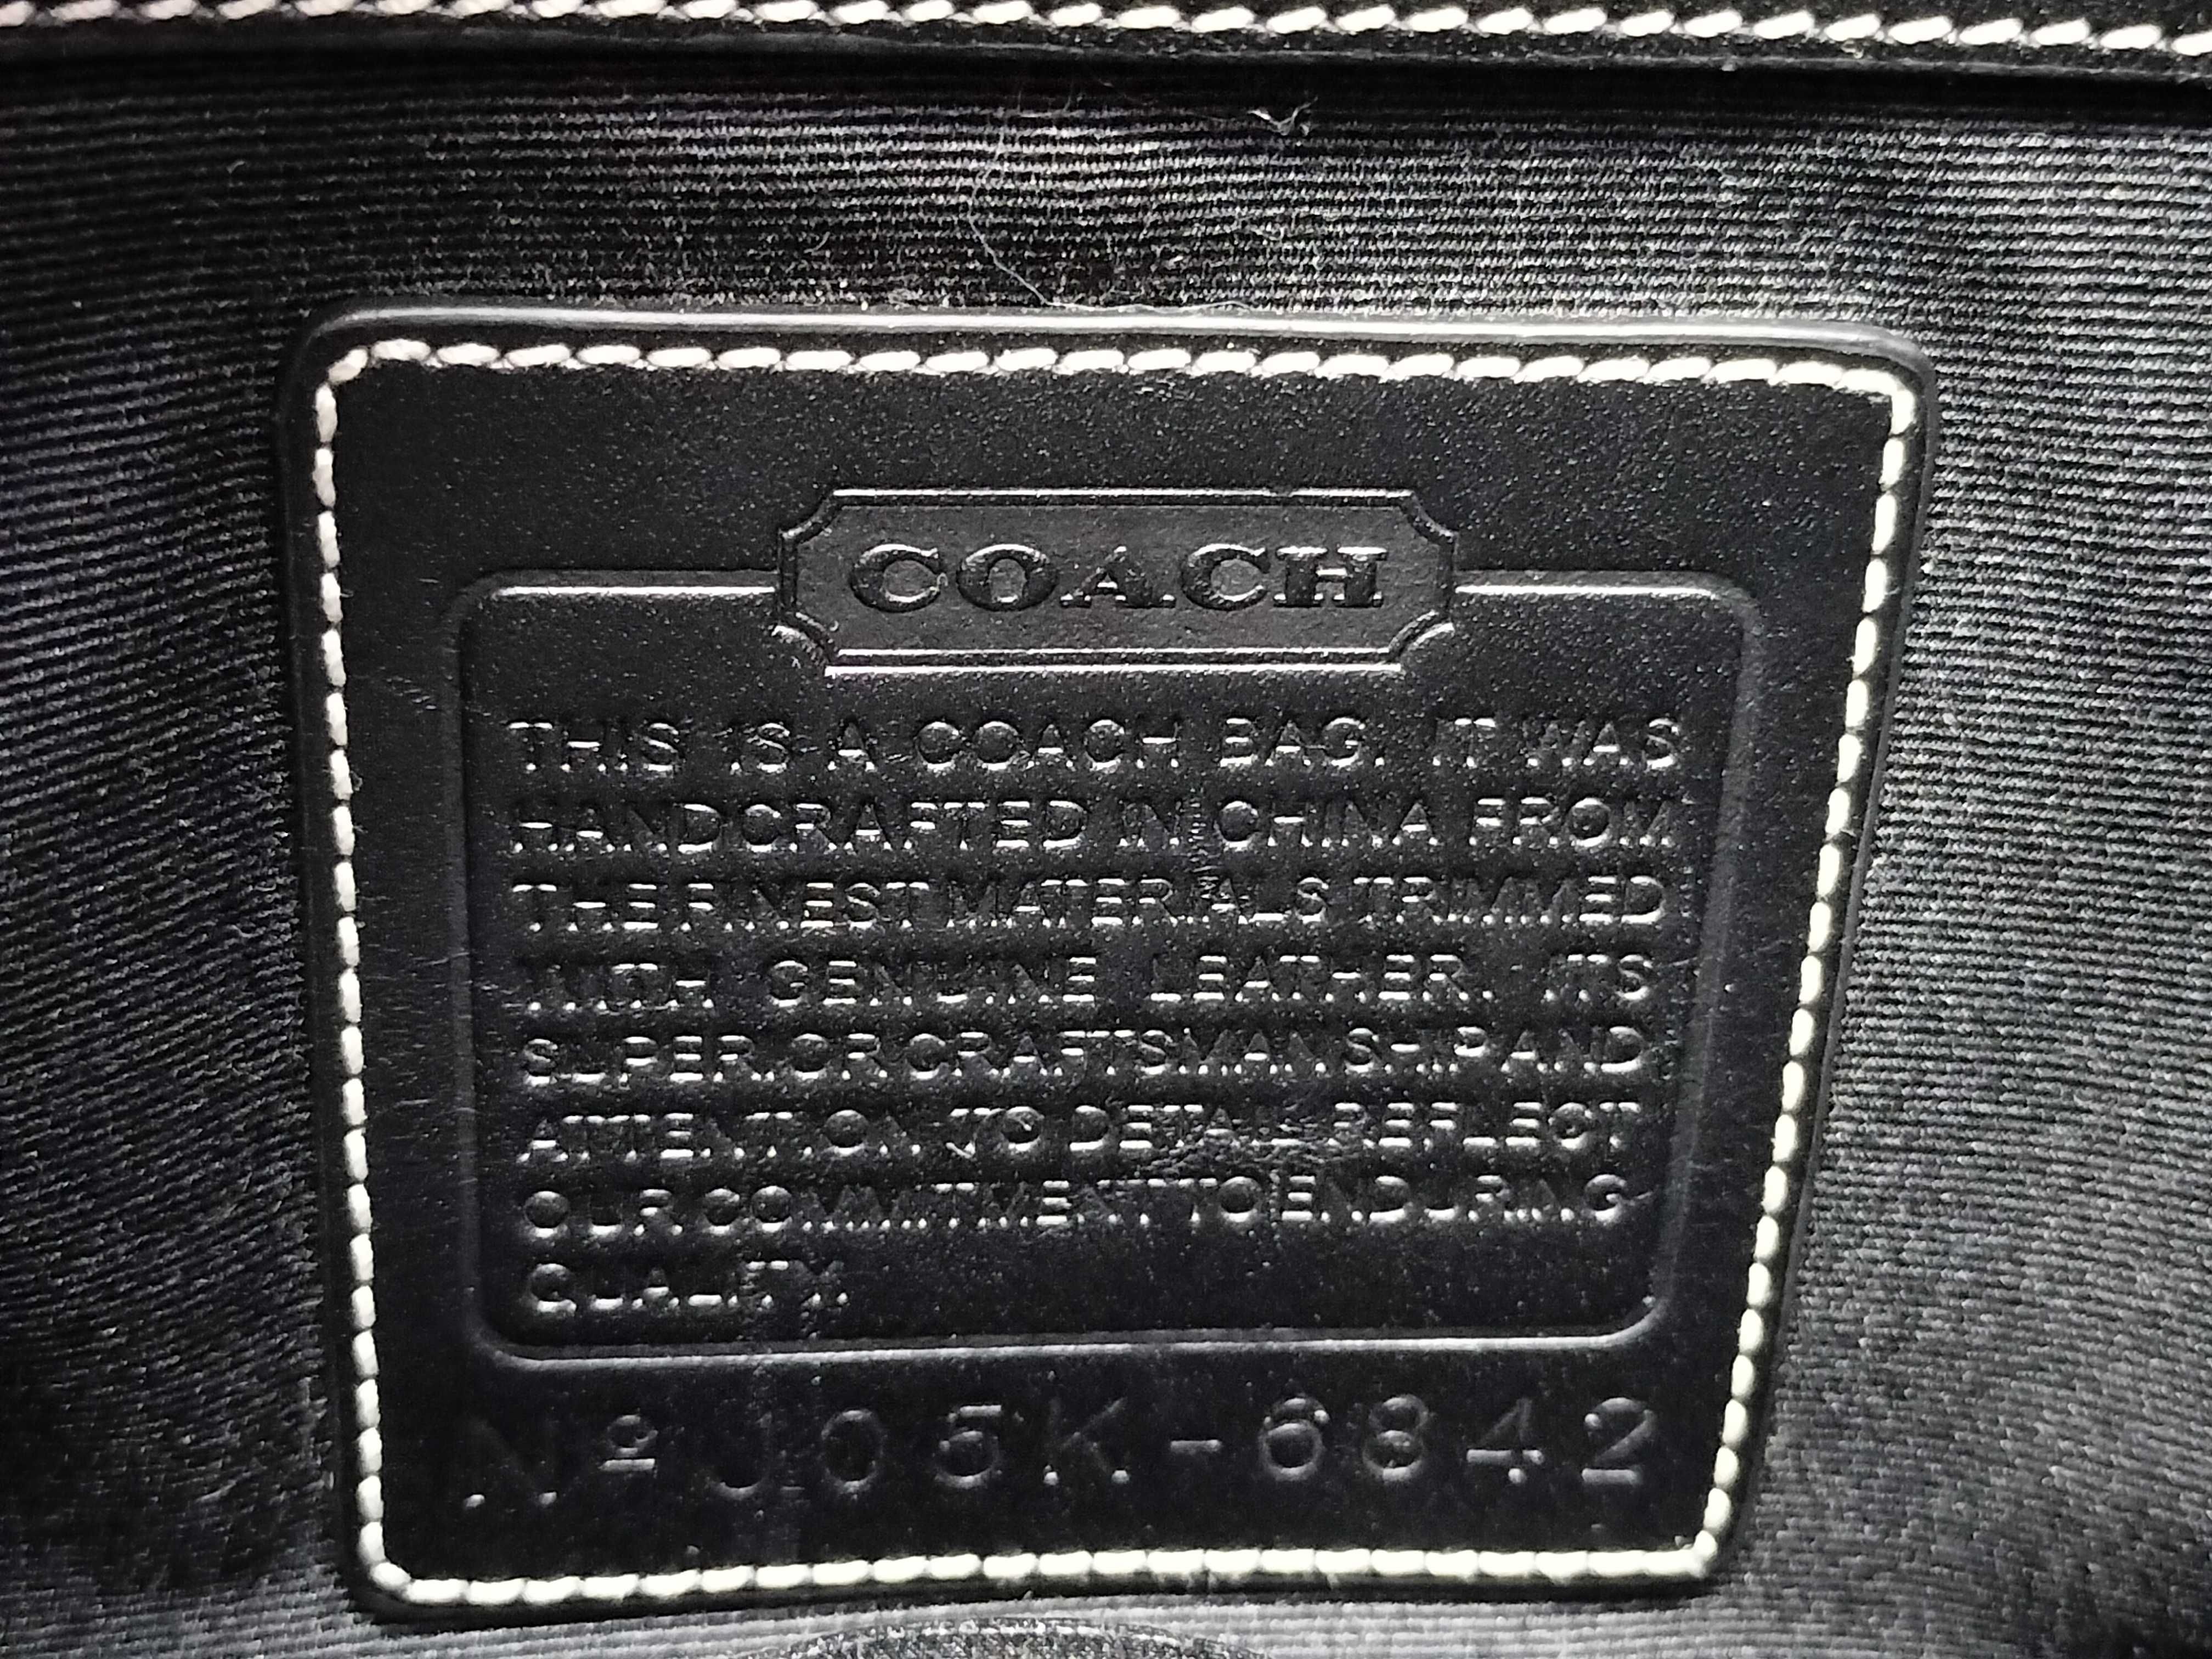 COACH
THIS IS A COACH BAG. IT WAS
HANDCRAFTED IN CHINA FROM
THE FINEST MATERIALS TRIMMED
WITH GENUINE LEATHER. ITS
SUPERIOR CRAFTSMANSHIP AND
ATTENTION TO DETAIL REFLECT
OUR COMMITMENT TO ENDURING
QUALITY.
Nº J05K-6842